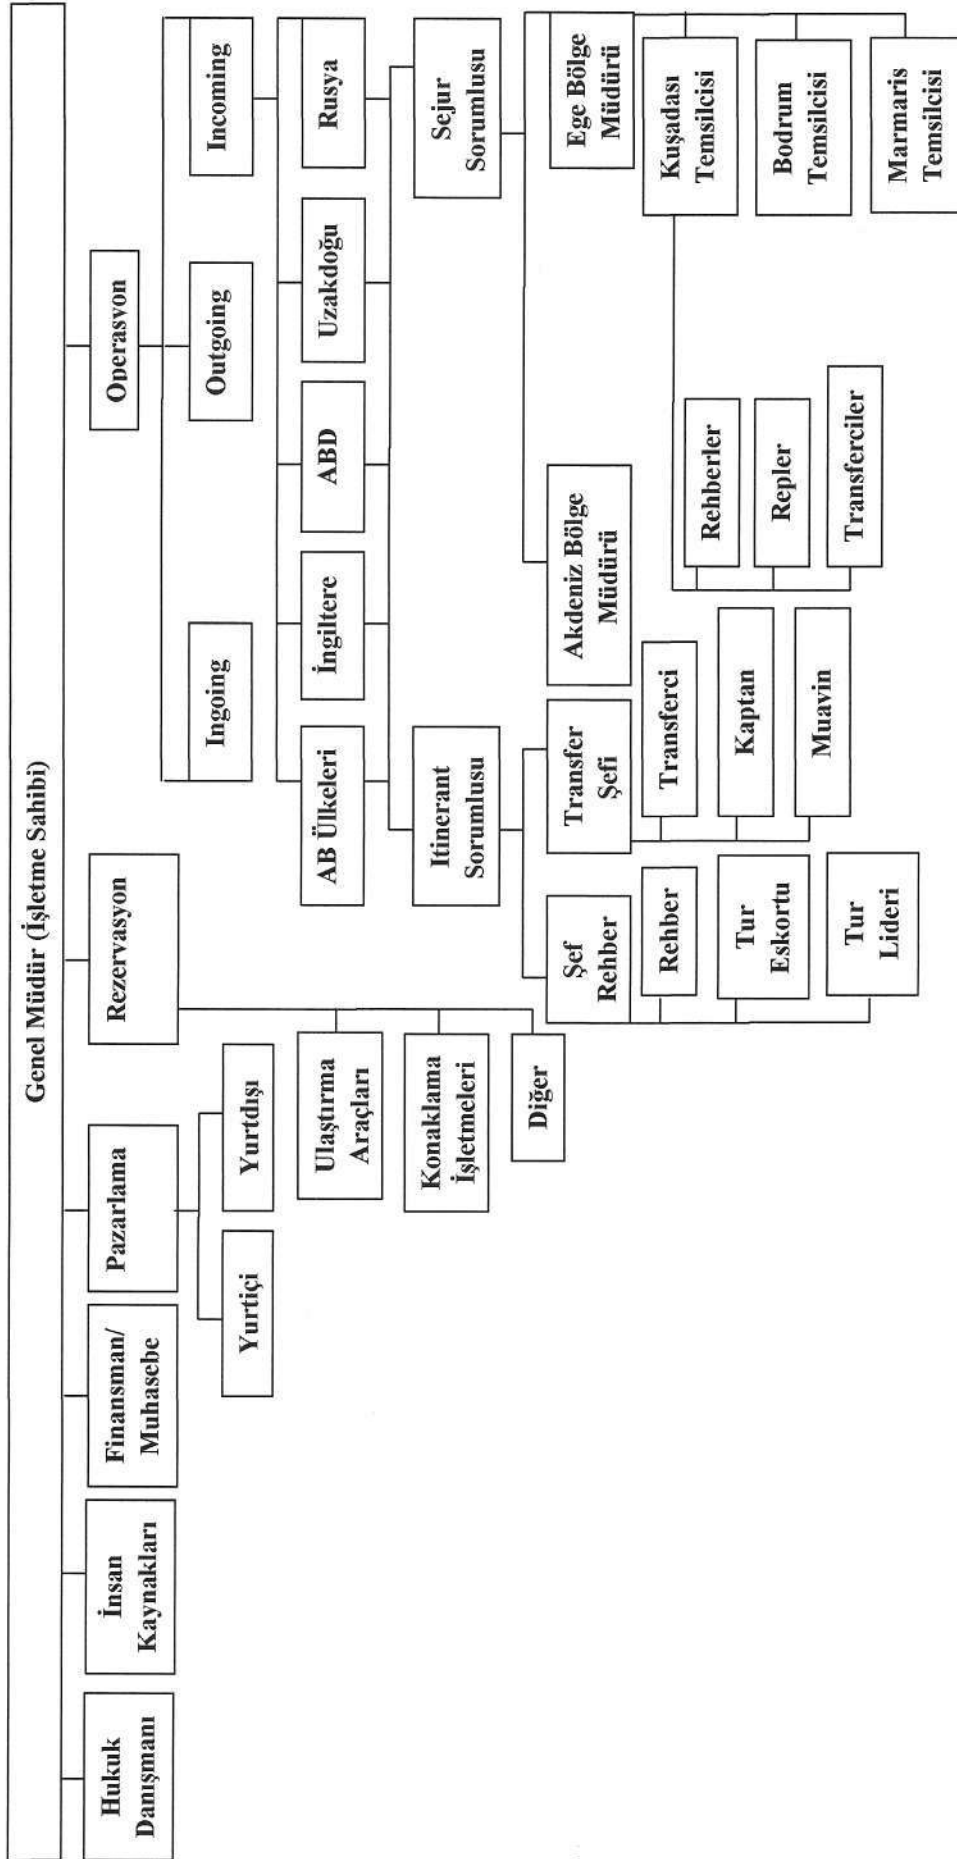 Genel Müdür (İşletme Sahibi)
Hukuk
Danışmanı
İnsan
Kaynakları
Finansman/
Muhasebe
Pazarlama
Rezervasyon
Operasyon
Yurtiçi
Yurtdışı
Ulaştırma
Araçları
Konaklama
İşletmeleri
Diğer
Ingoing
Outgoing
Incoming
AB Ülkeleri
İngiltere
ABD
Uzakdoğu
Rusya
Itinerant
Sorumlusu
Sejur
Sorumlusu
Şef
Rehber
Transfer
Şefi
Akdeniz Bölge
Müdürü
Ege Bölge
Müdürü
Rehber
Tur
Eskortu
Tur
Lideri
Transferci
Kaptan
Muavin
Rehberler
Repler
Transferciler
Kuşadası
Temsilcisi
Bodrum
Temsilcisi
Marmaris
Temsilcisi